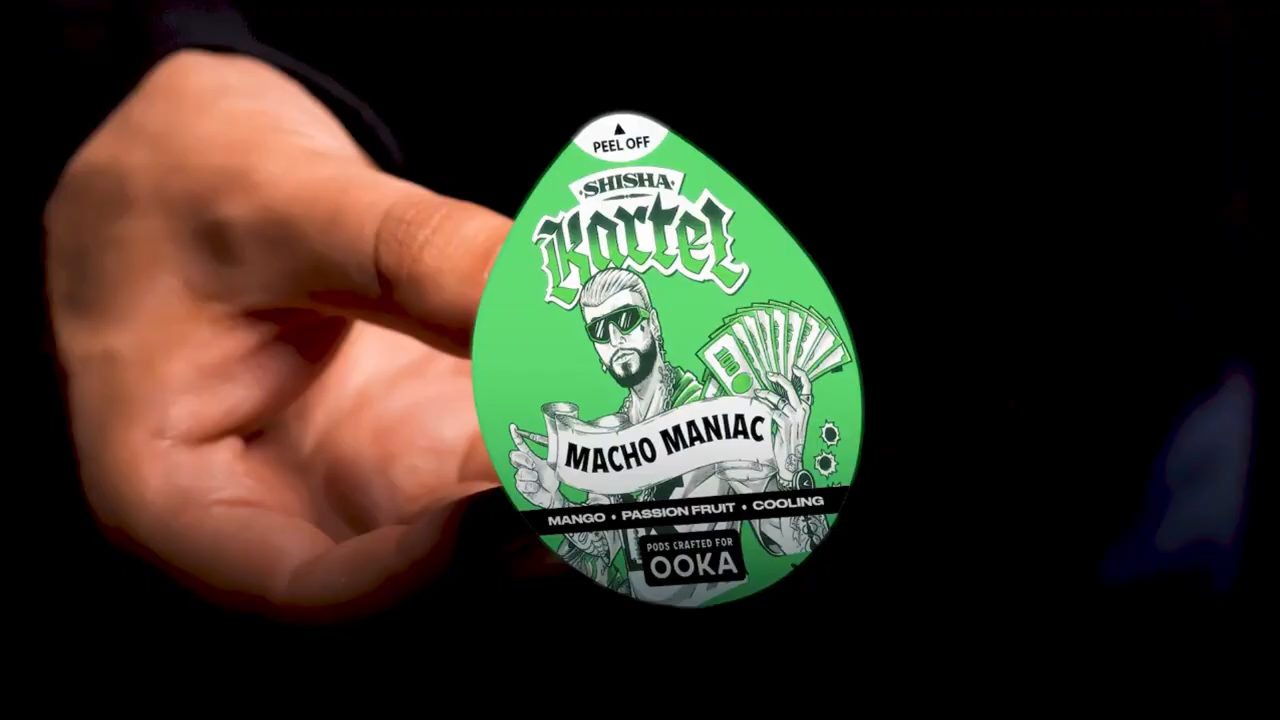 PEEL OFF
SHISHA
Kartel
MACHO MANIAC
MANGO • PASSION FRUIT • COOLING
PODS CRAFTED FOR
OOKA